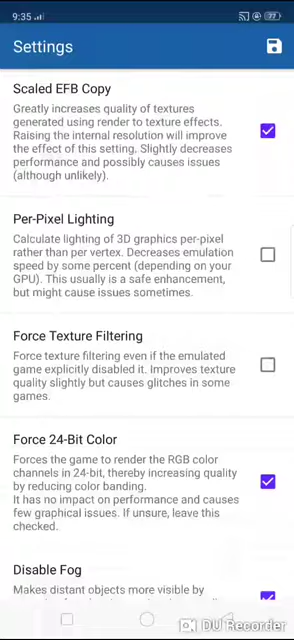 9:35
77
Settings
Scaled EFB Copy
Greatly increases quality of textures
generated using render to texture effects.
Raising the internal resolution will improve
the effect of this setting. Slightly decreases
performance and possibly causes issues
(although unlikely).
Per-Pixel Lighting
Calculate lighting of 3D graphics per-pixel
rather than per vertex. Decreases emulation
speed by some percent (depending on your
GPU). This usually is a safe enhancement,
but might cause issues sometimes.
Force Texture Filtering
Force texture filtering even if the emulated
game explicitly disabled it. Improves texture
quality slightly but causes glitches in some
games.
Force 24-Bit Color
Forces the game to render the RGB color
channels in 24-bit, thereby increasing quality
by reducing color banding.
It has no impact on performance and causes
few graphical issues. If unsure, leave this
checked.
Disable Fog
Makes distant objects more visible by
DU Recorder